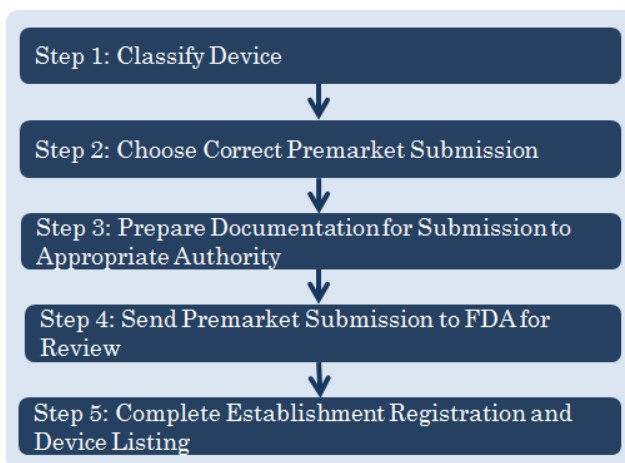 Step 1: Classify Device
Step 2: Choose Correct Premarket Submission
Step 3: Prepare Documentation for Submission to
Appropriate Authority
Step 4: Send Premarket Submission to FDA for
Review
Step 5: Complete Establishment Registration and
Device Listing